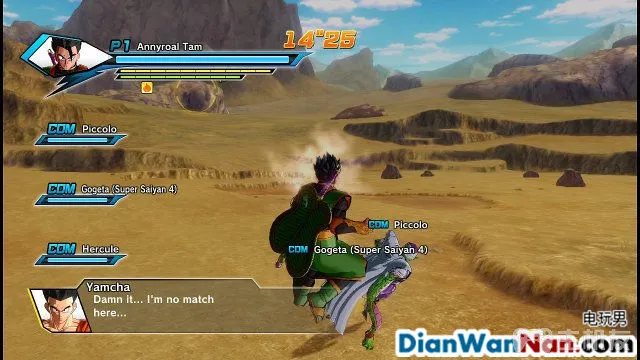 P1 Annyroal Tam
14"25
COM Piccolo
COM Gogeta (Super Saiyan 4)
COM Hercule
COM Piccolo
COM Gogeta (Super Saiyan 4)
Yamcha
Damn it... I'm no match
here...
电玩男
DianWanNan.com